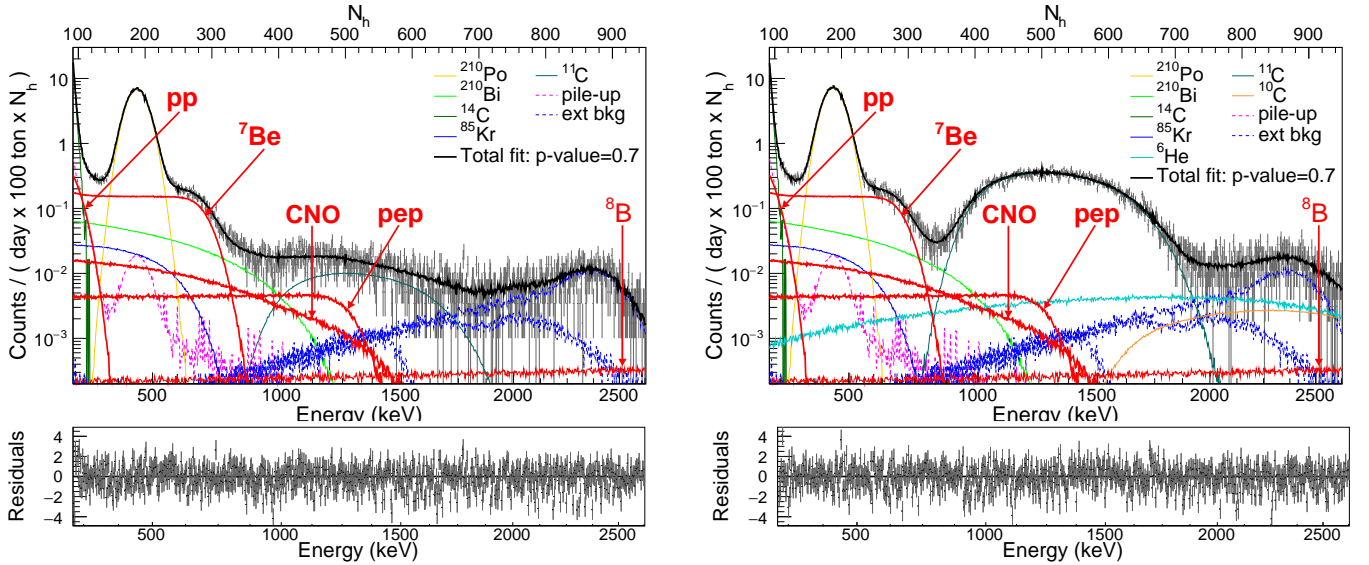 N_h
100 200 300 400 500 600 700 800 900
10
1
10^−1
10^−2
10^−3
Counts / ( day x 100 ton x N_h )
^210Po
^210Bi
^14C
^85Kr
^11C
pile-up
ext bkg
Total fit: p-value=0.7
pp
^7Be
CNO
pep
^8B
500 1000 1500 2000 2500
Energy (keV)
Residuals
4
2
0
−2
−4
500 1000 1500 2000 2500
Energy (keV)
N_h
100 200 300 400 500 600 700 800 900
10
1
10^−1
10^−2
10^−3
Counts / ( day x 100 ton x N_h )
^210Po
^210Bi
^14C
^85Kr
^6He
^11C
^10C
pile-up
ext bkg
Total fit: p-value=0.7
pp
^7Be
CNO
pep
^8B
500 1000 1500 2000 2500
Energy (keV)
Residuals
4
2
0
−2
−4
500 1000 1500 2000 2500
Energy (keV)